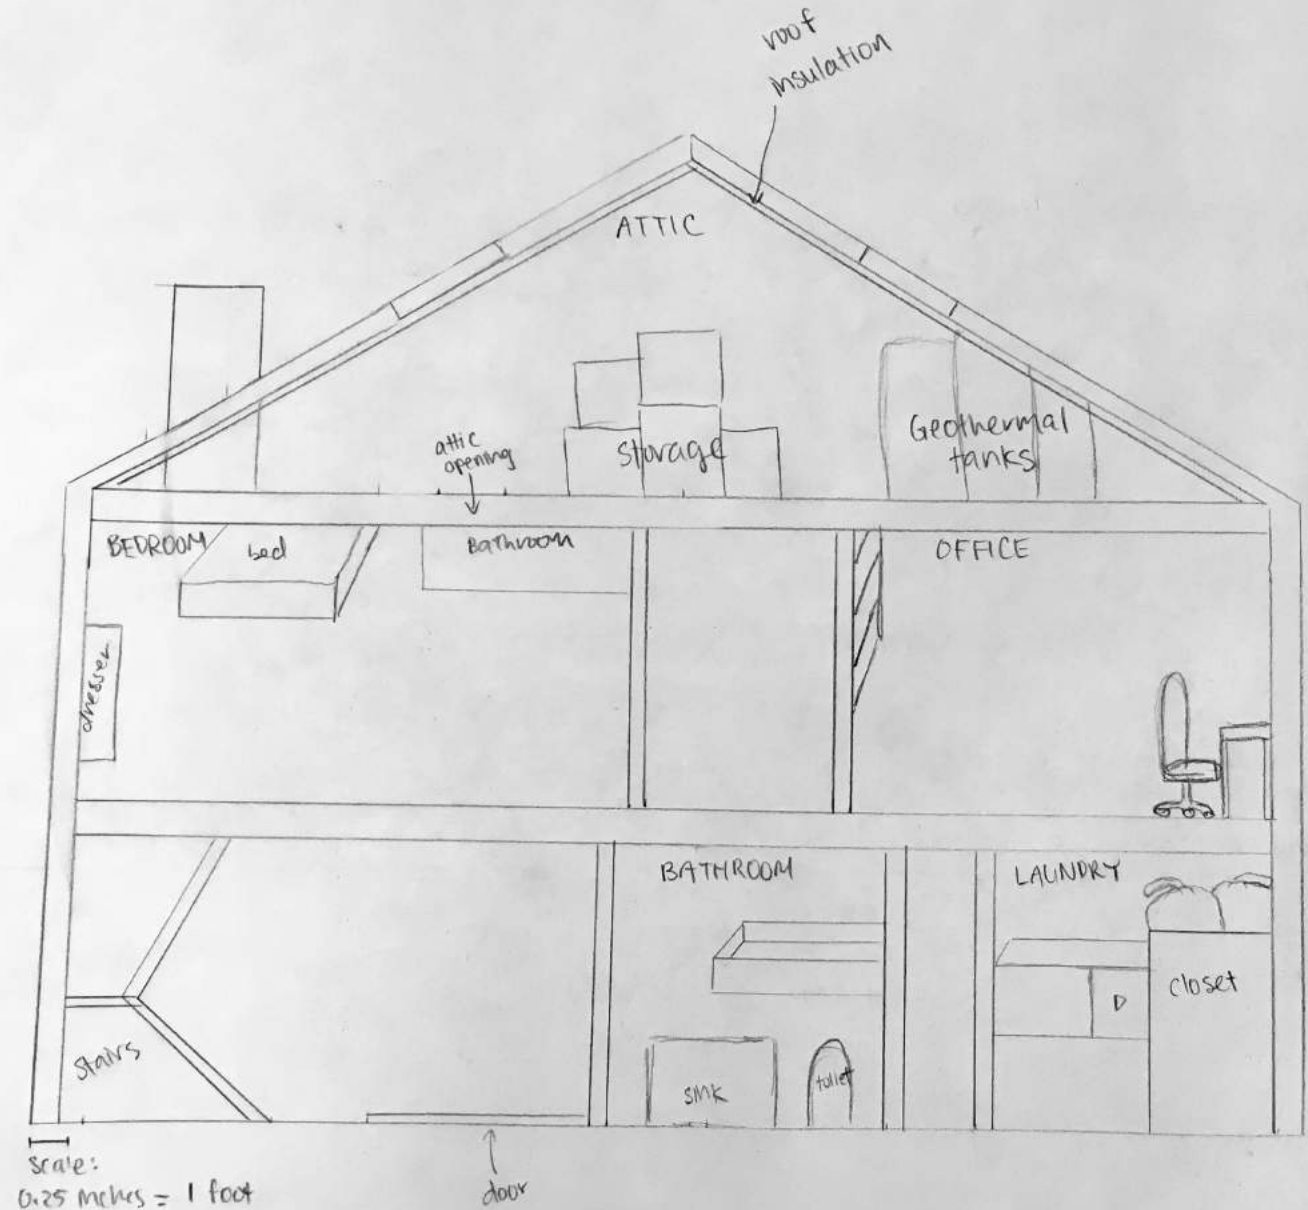 roof
insulation
ATTIC
attic
opening
storage
Geothermal
tanks
BEDROOM
bed
Bathroom
OFFICE
dresser
BATHROOM
LAUNDRY
closet
D
stairs
sink
toilet
scale:
0.25 inches = 1 foot
door